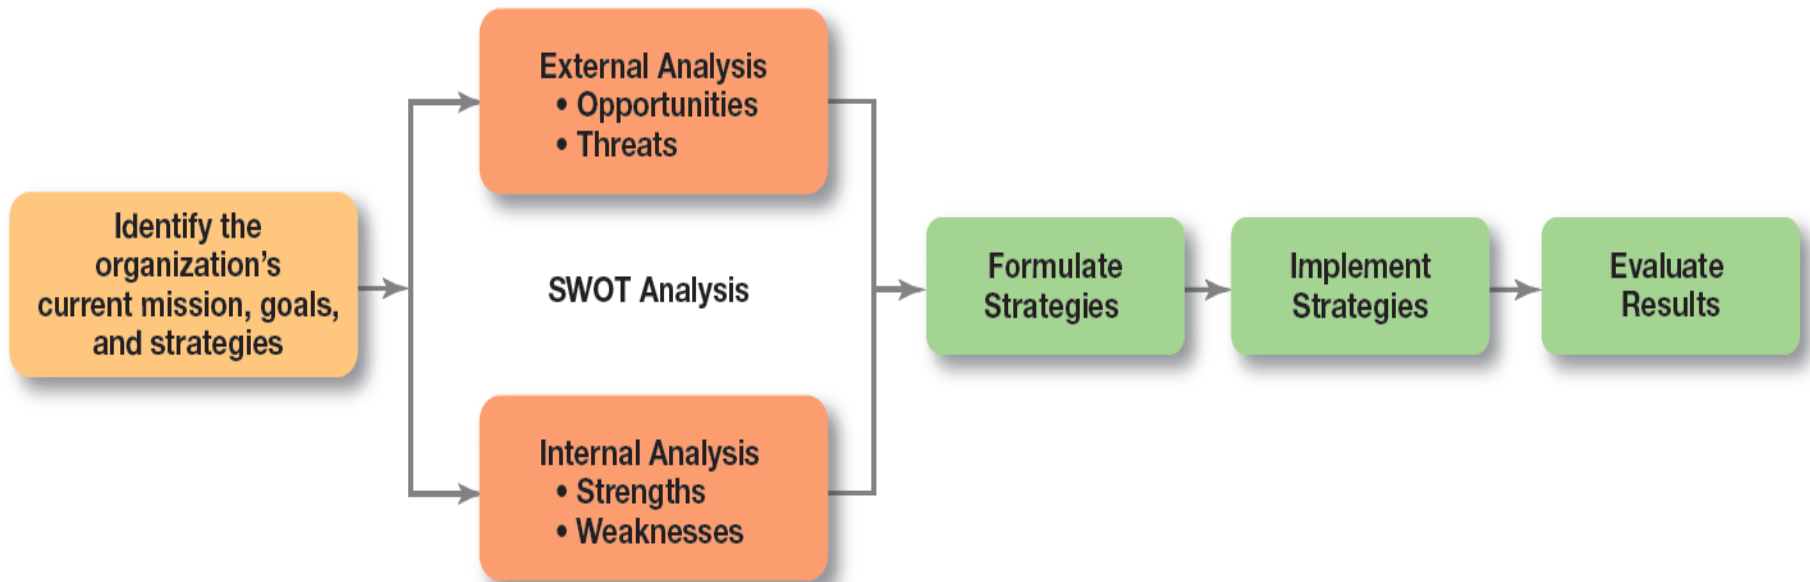 Identify the
organization's
current mission, goals,
and strategies
External Analysis
• Opportunities
• Threats
SWOT Analysis
Internal Analysis
• Strengths
• Weaknesses
Formulate
Strategies
Implement
Strategies
Evaluate
Results